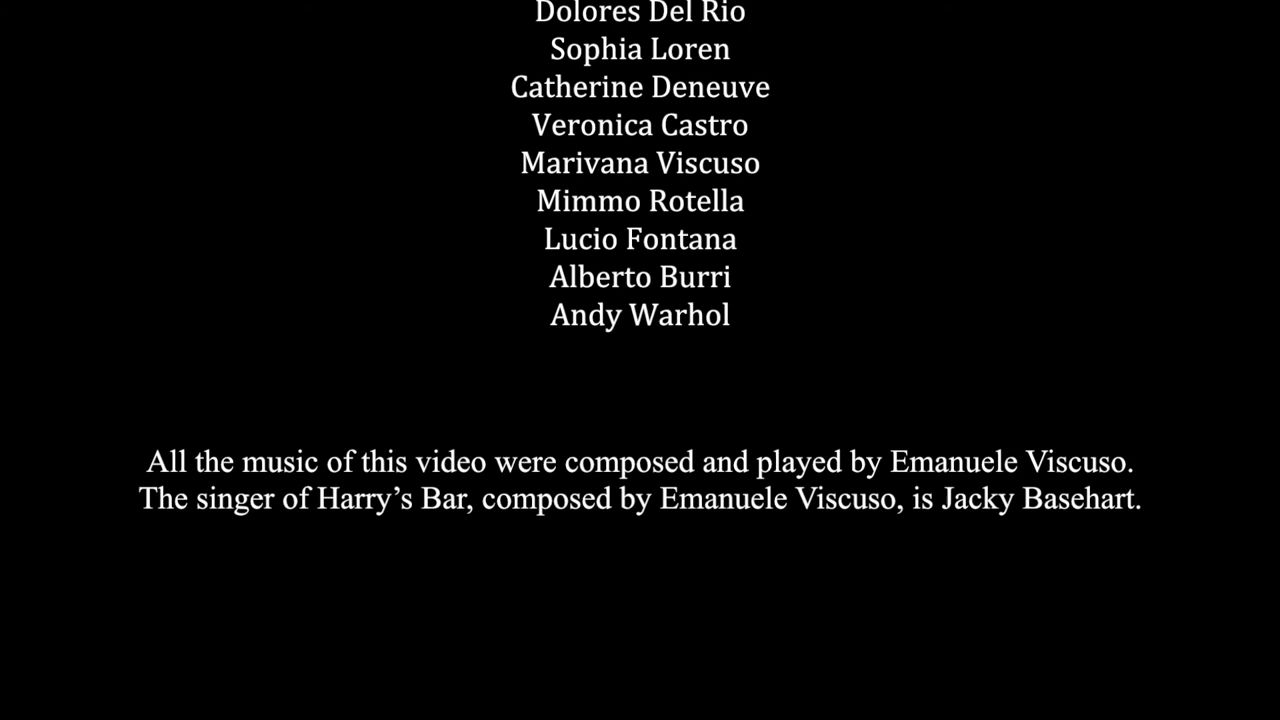 Dolores Del Rio
Sophia Loren
Catherine Deneuve
Veronica Castro
Marivana Viscuso
Mimmo Rotella
Lucio Fontana
Alberto Burri
Andy Warhol
All the music of this video were composed and played by Emanuele Viscuso.
The singer of Harry’s Bar, composed by Emanuele Viscuso, is Jacky Basehart.